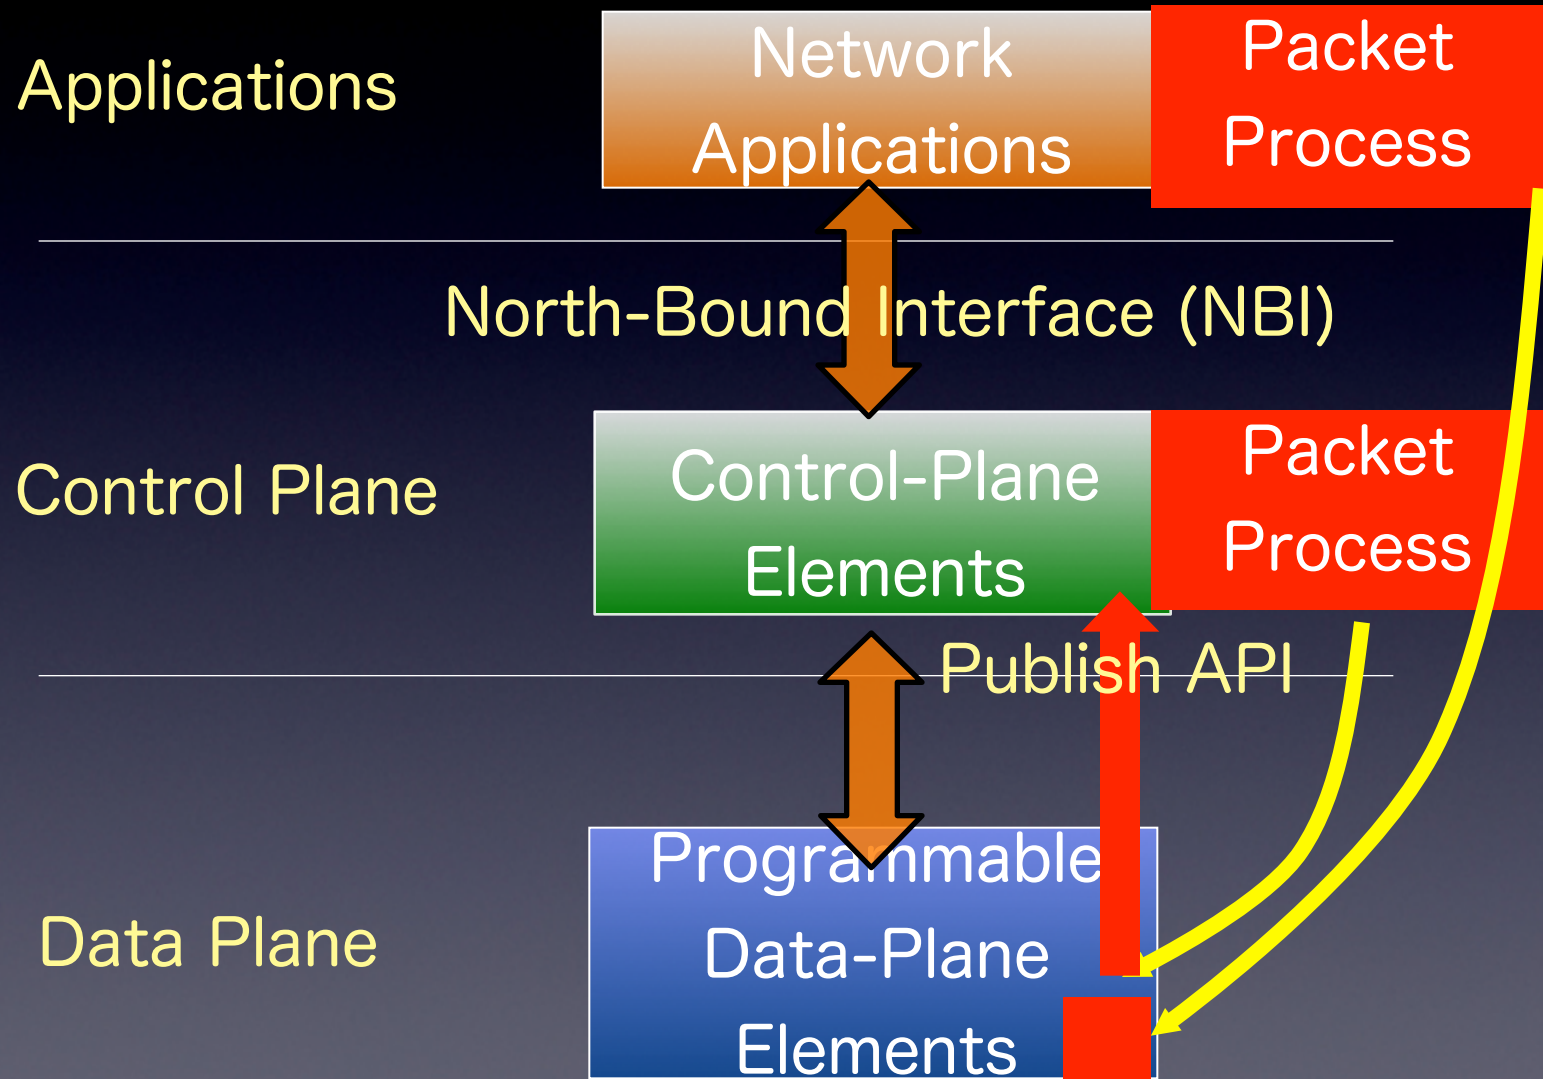 Applications
Network
Applications
Packet
Process
North-Bound Interface (NBI)
Control Plane
Control-Plane
Elements
Packet
Process
Publish API
Data Plane
Programmable
Data-Plane
Elements